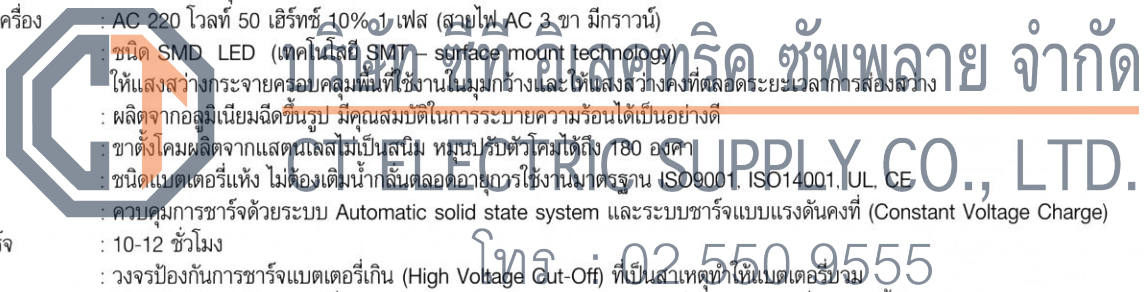 ครื่อง : AC 220 โวลท์ 50 เฮิร์ทซ์ 10% 1 เฟส (สายไฟ AC 3 ขา มีกราวน์)
: ชนิด SMD LED (เทคโนโลยี SMT – surface mount technology)
ให้แสงสว่างกระจายครอบคลุมพื้นที่ใช้งานในมุมกว้างและให้แสงสว่างคงที่ตลอดระยะเวลาการส่องสว่าง
: ผลิตจากอลูมิเนียมฉีดขึ้นรูป มีคุณสมบัติในการระบายความร้อนได้เป็นอย่างดี
: ขาตั้งโคมผลิตจากแสตนเลสไม่เป็นสนิม หมุนปรับตัวโคมได้ถึง 180 องศา
: ชนิดแบตเตอรี่แห้ง ไม่ต้องเติมน้ำกลั่นตลอดอายุการใช้งานมาตรฐาน ISO9001, ISO14001, UL, CE
: ควบคุมการชาร์จด้วยระบบ Automatic solid state system และระบบชาร์จแบบแรงดันคงที่ (Constant Voltage Charge)
ร์จ : 10-12 ชั่วโมง
: วงจรป้องกันการชาร์จแบตเตอรี่เกิน (High Voltage Cut-Off) ที่เป็นสาเหตุทำให้แบตเตอรี่บวม
บริษัท ซีที อิเลคทริค ซัพพลาย จำกัด
CT ELECTRIC SUPPLY CO., LTD.
โทร : 02 550 9555